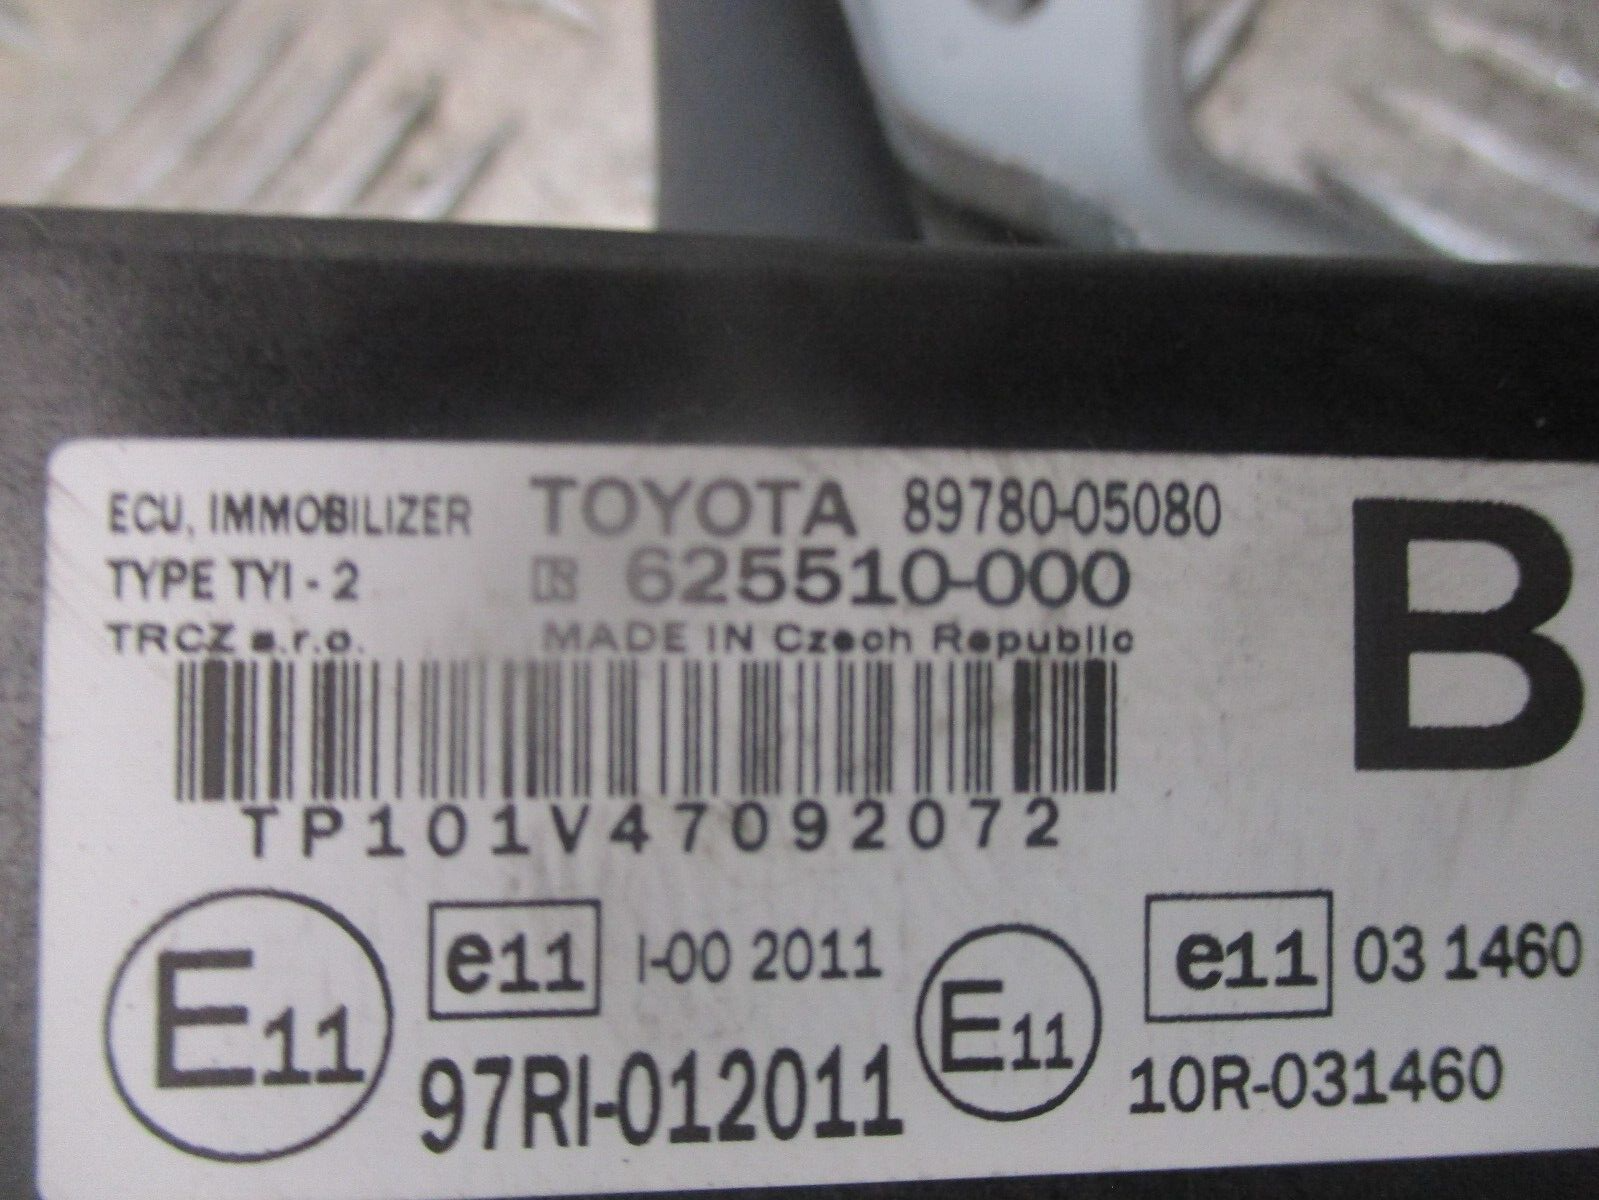 ECU, IMMOBILIZER TOYOTA 89780-05080
TYPE TYI - 2 625510-000
TRCZ s.r.o. MADE IN Czech Republic
B
TP101V47092072
E11 e11 I-00 2011
97RI-012011
E11 e11 03 1460
10R-031460